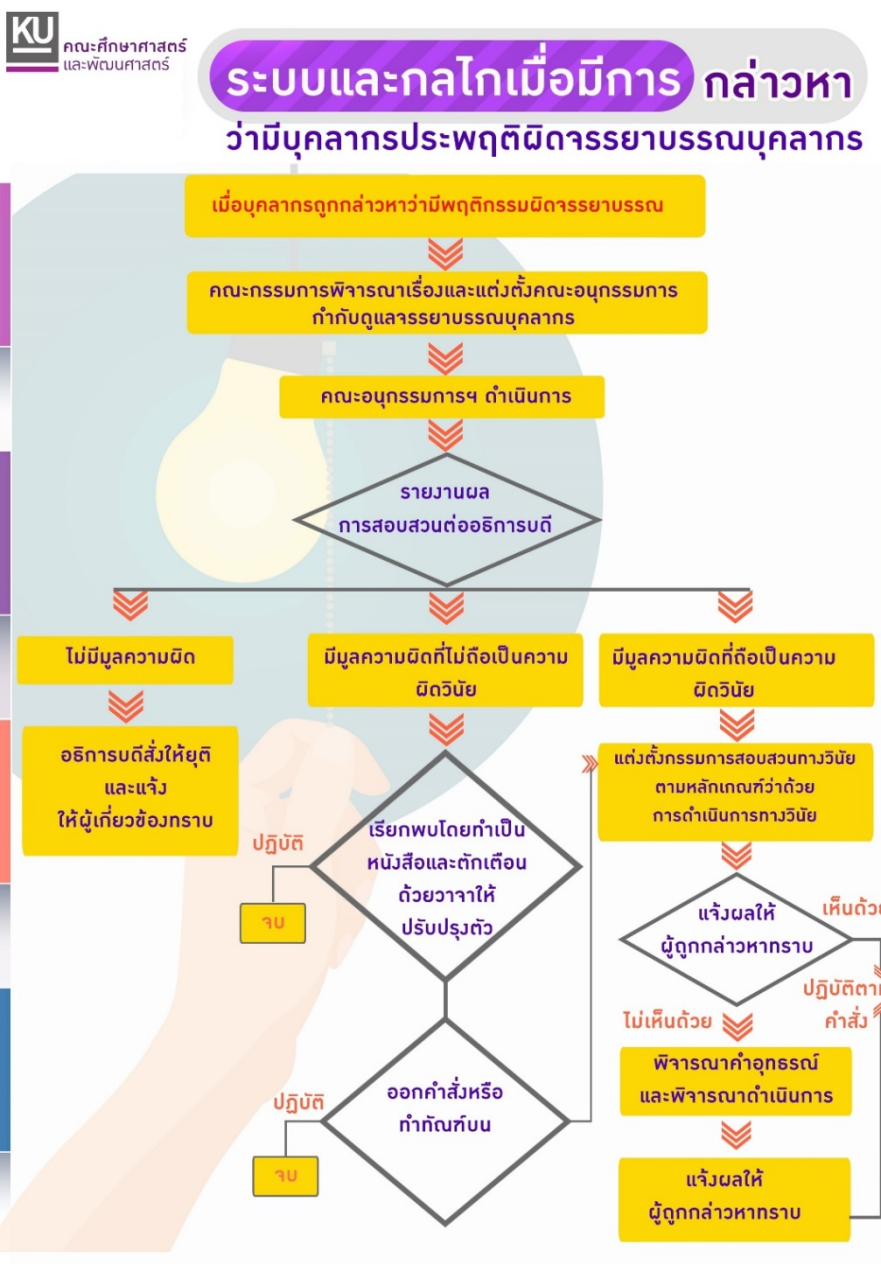 KU
คณะศึกษาศาสตร์
และพัฒนศาสตร์
ระบบและกลไกเมื่อมีการ กล่าวหา
ว่ามีบุคลากรประพฤติผิดจรรยาบรรณบุคลากร
เมื่อบุคลากรถูกกล่าวหาว่ามีพฤติกรรมผิดจรรยาบรรณ
คณะกรรมการพิจารณาเรื่องและแต่งตั้งคณะอนุกรรมการ
กำกับดูแลจรรยาบรรณบุคลากร
คณะอนุกรรมการฯ ดำเนินการ
รายงานผล
การสอบสวนต่ออธิการบดี
ไม่มีมูลความผิด
อธิการบดีสั่งให้ยุติ
และแจ้ง
ให้ผู้เกี่ยวข้องทราบ
มีมูลความผิดที่ไม่ถือเป็นความ
ผิดวินัย
เรียกพบโดยทำเป็น
หนังสือและตักเตือน
ด้วยวาจาให้
ปรับปรุงตัว
ปฏิบัติ
จบ
ออกคำสั่งหรือ
ทำทัณฑ์บน
ปฏิบัติ
จบ
มีมูลความผิดที่ถือเป็นความ
ผิดวินัย
แต่งตั้งกรรมการสอบสวนทางวินัย
ตามหลักเกณฑ์ว่าด้วย
การดำเนินการทางวินัย
แจ้งผลให้
ผู้ถูกกล่าวหาทราบ
เห็นด้ว
ปฏิบัติตา
คำสั่ง
ไม่เห็นด้วย
พิจารณาคำอุทธรณ์
และพิจารณาดำเนินการ
แจ้งผลให้
ผู้ถูกกล่าวหาทราบ